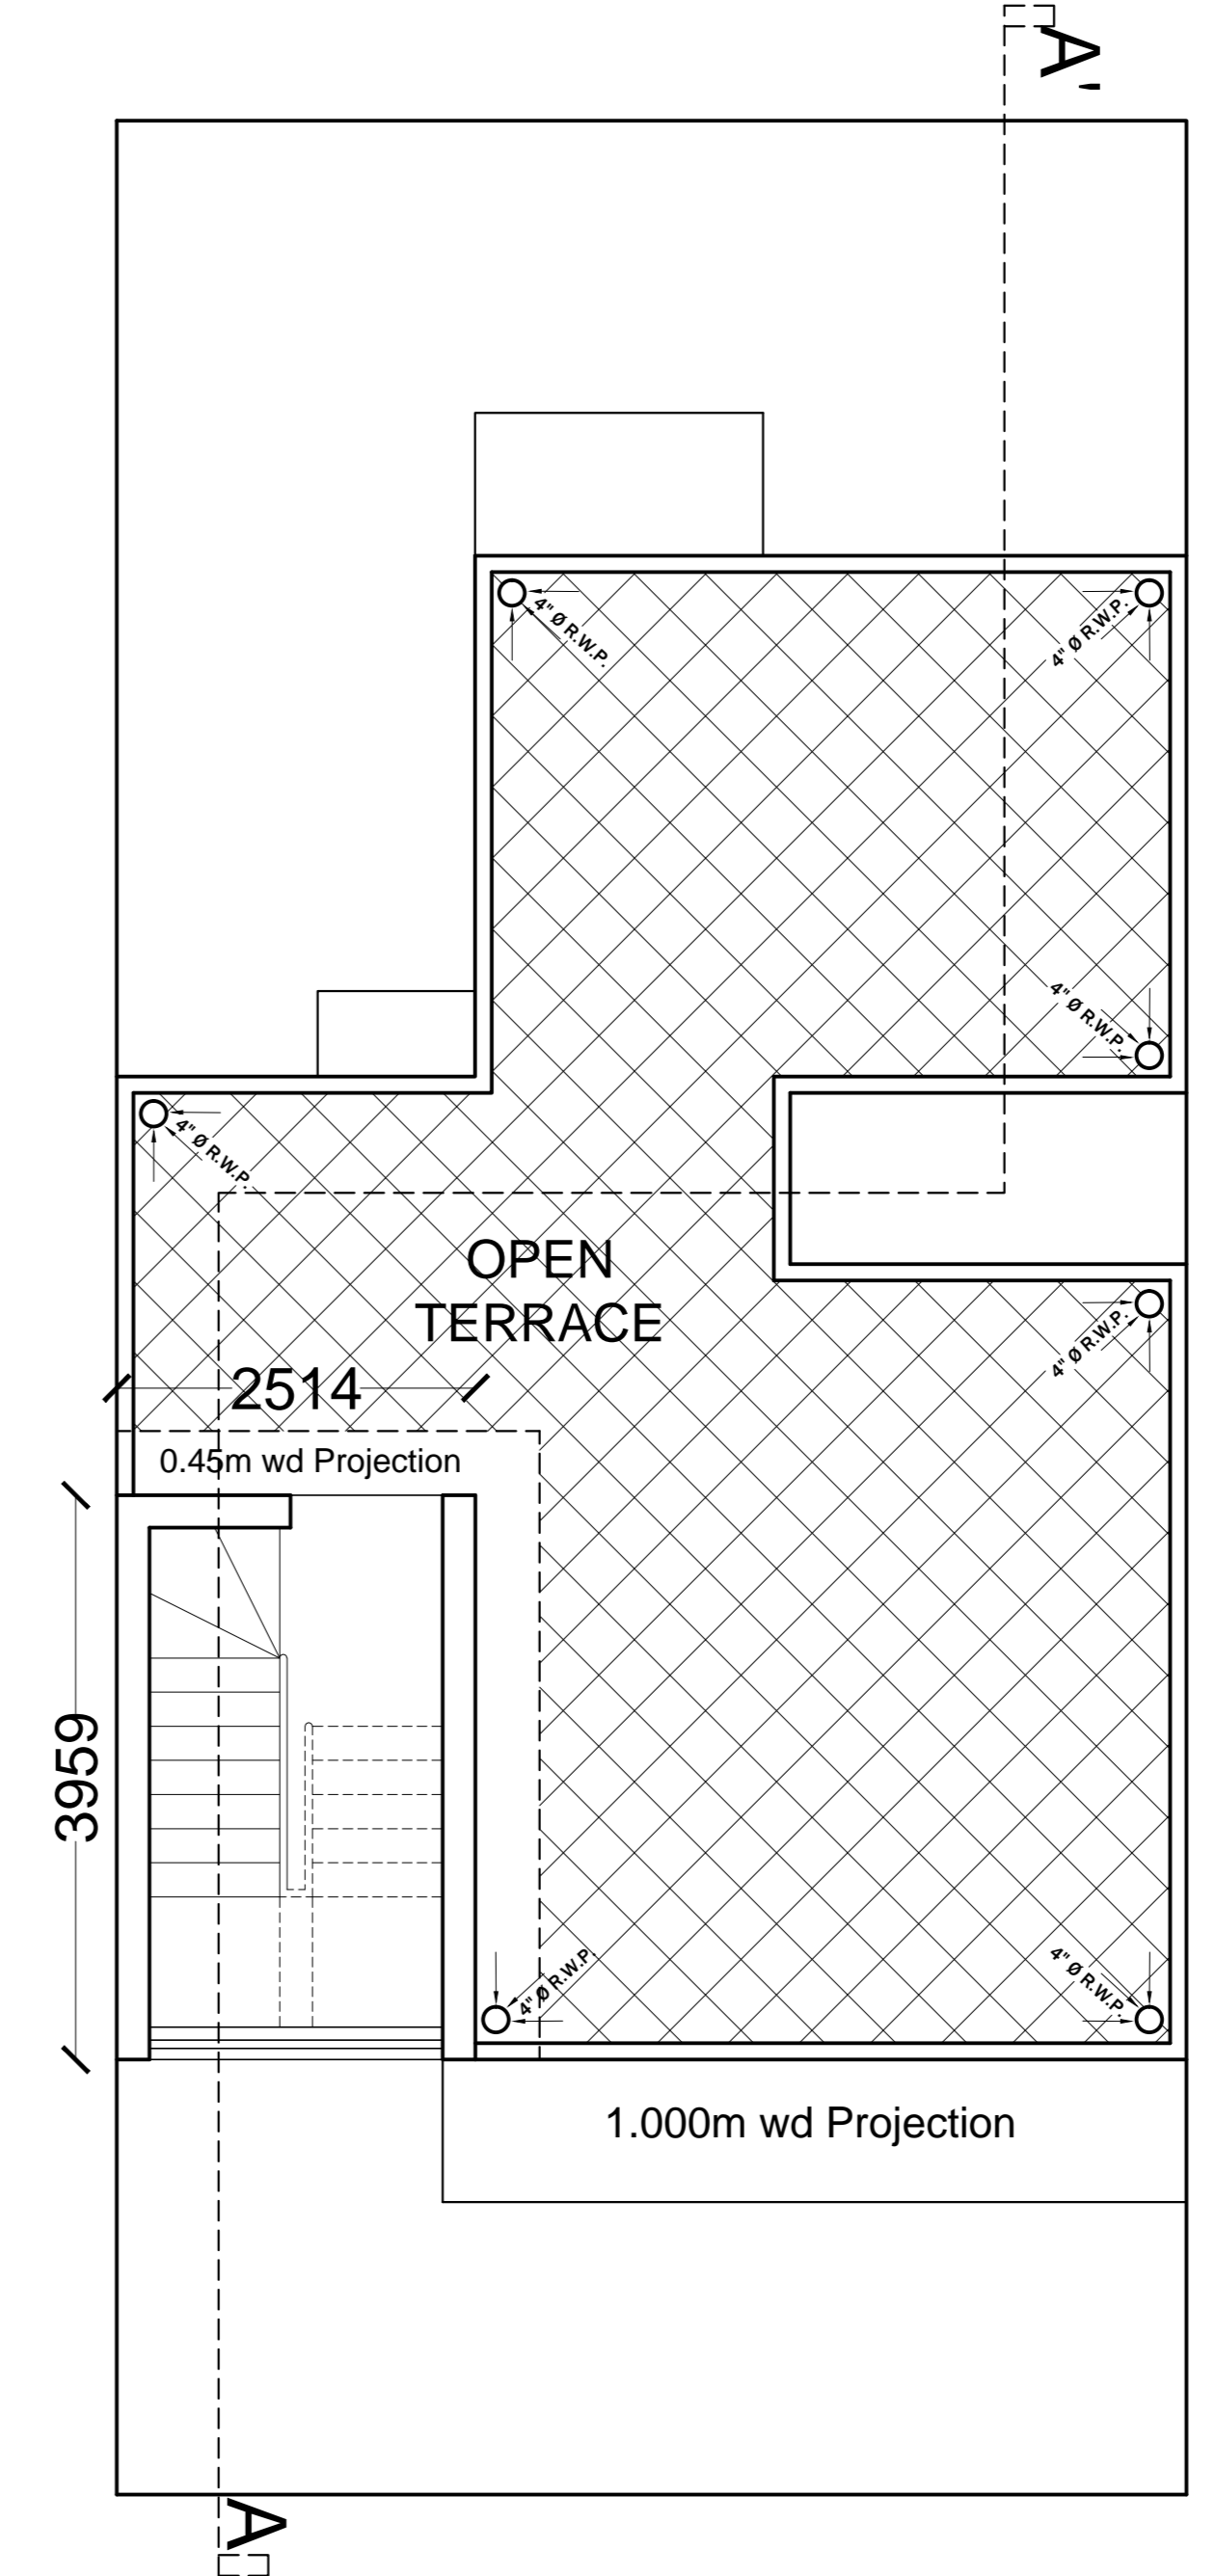 A'
4" Ø R.W.P.
4" Ø R.W.P.
4" Ø R.W.P.
4" Ø R.W.P.
OPEN
TERRACE
4" Ø R.W.P.
2514
0.45m wd Projection
3959
4" Ø R.W.P.
4" Ø R.W.P.
1.000m wd Projection
A